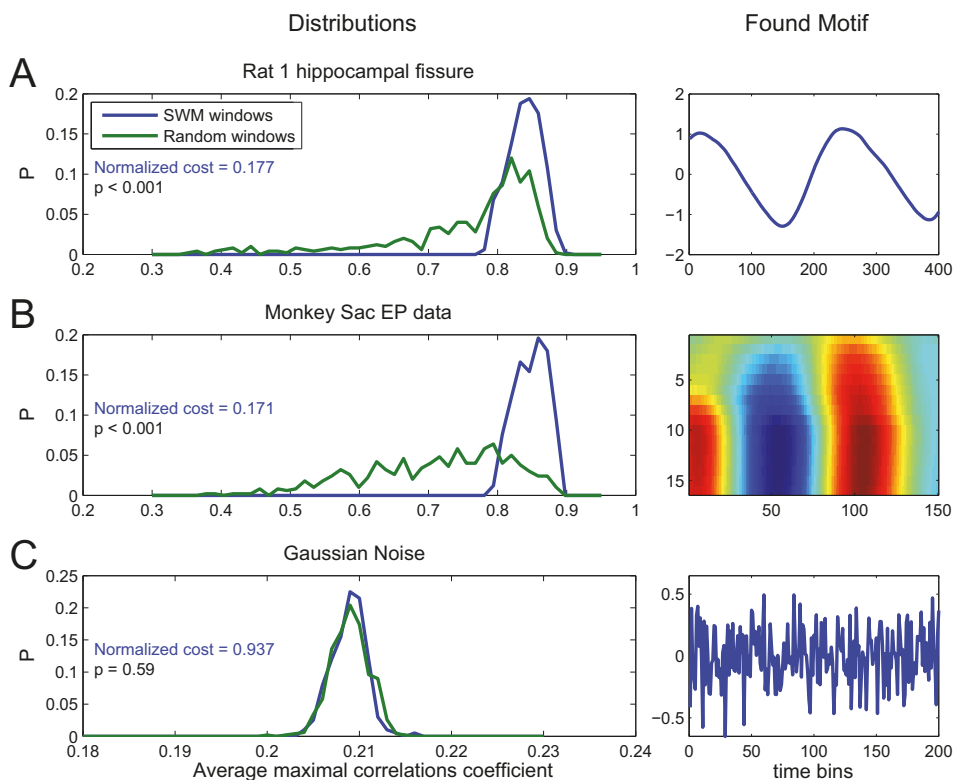 Distributions
Found Motif
A
Rat 1 hippocampal fissure
0.2
0.15
0.1
0.05
0
P
SWM windows
Random windows
Normalized cost = 0.177
p < 0.001
0.2 0.3 0.4 0.5 0.6 0.7 0.8 0.9 1
2
1
0
−1
−2
0 100 200 300 400
B
Monkey Sac EP data
0.2
0.15
0.1
0.05
0
P
Normalized cost = 0.171
p < 0.001
0.2 0.3 0.4 0.5 0.6 0.7 0.8 0.9 1
5
10
15
50 100 150
C
Gaussian Noise
0.25
0.2
0.15
0.1
0.05
0
P
Normalized cost = 0.937
p = 0.59
0.18 0.19 0.2 0.21 0.22 0.23 0.24
Average maximal correlations coefficient
0.5
0
−0.5
0 50 100 150 200
time bins